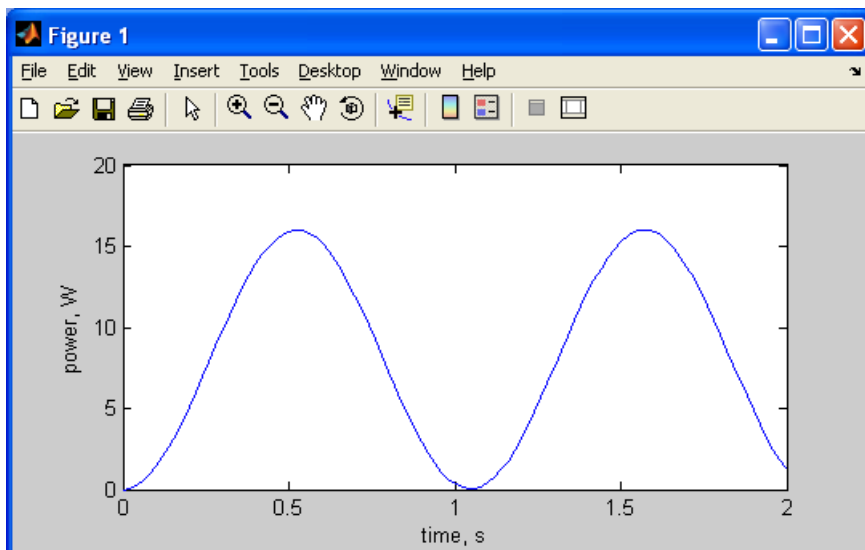 Figure 1
File Edit View Insert Tools Desktop Window Help
20
15
10
5
0
power, W
0 0.5 1 1.5 2
time, s